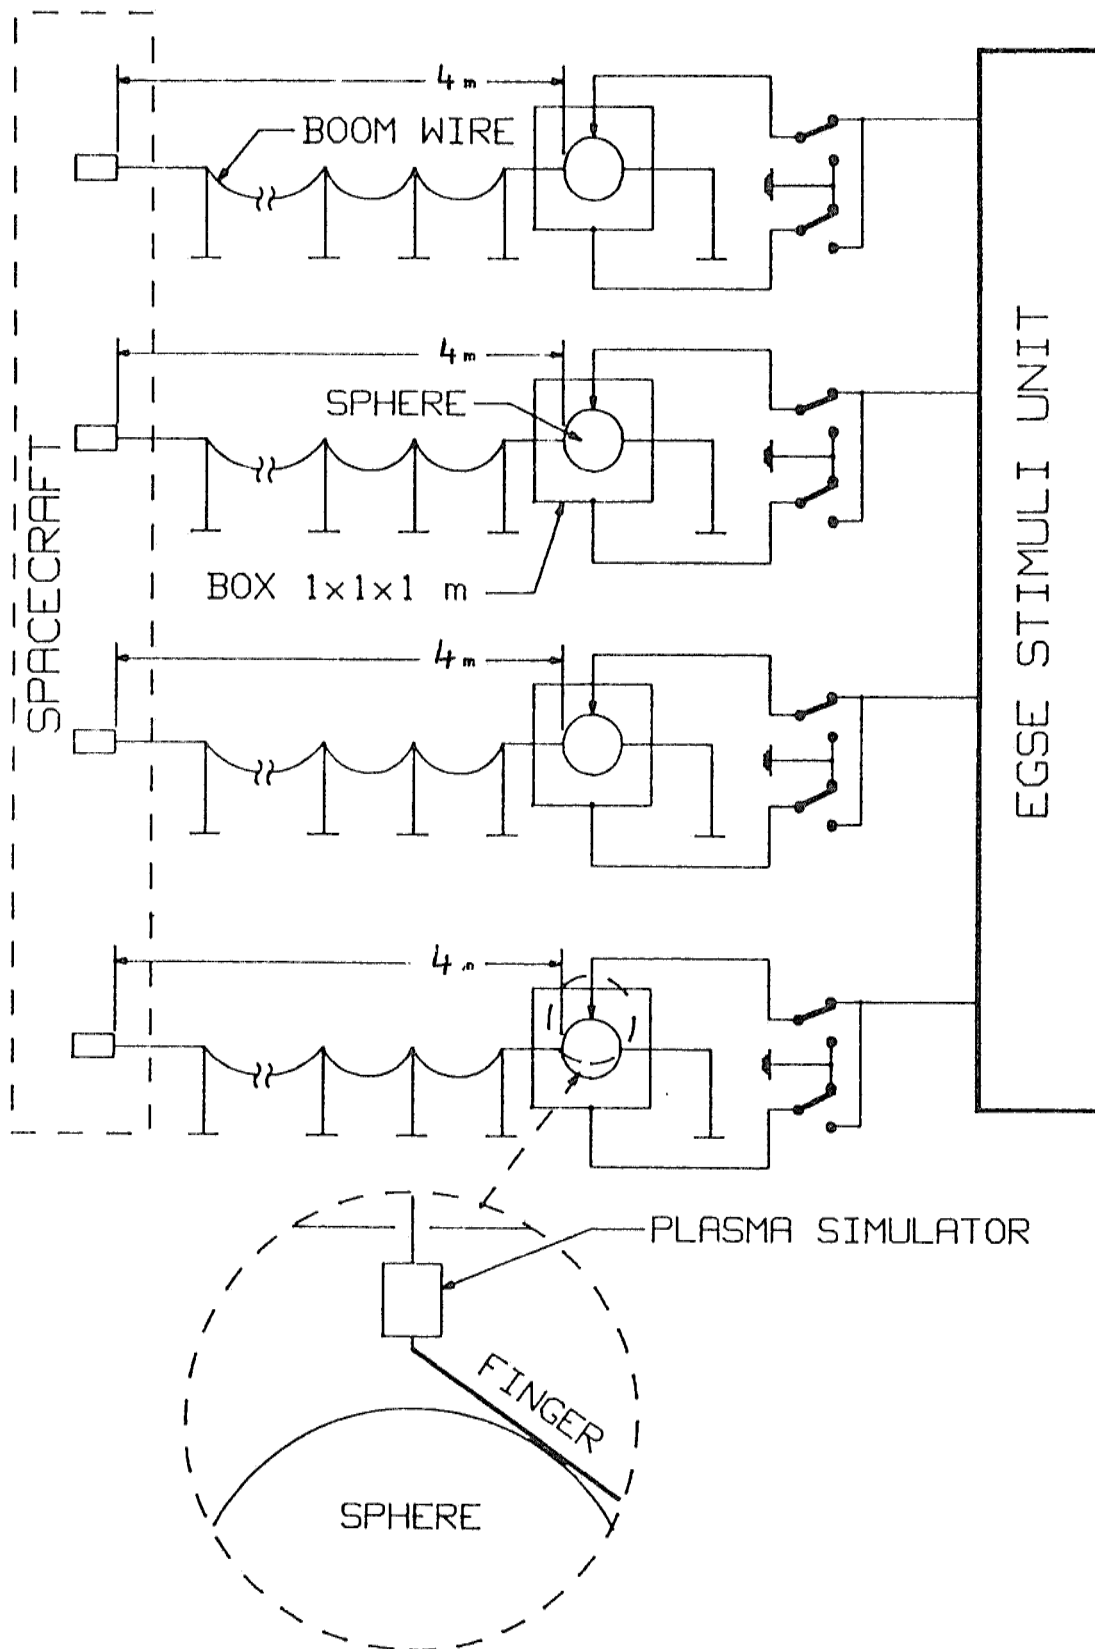 4 m
BOOM WIRE
4 m
SPHERE
BOX 1x1x1 m
SPACECRAFT
EGSE STIMULI UNIT
4 m
4 m
PLASMA SIMULATOR
FINGER
SPHERE